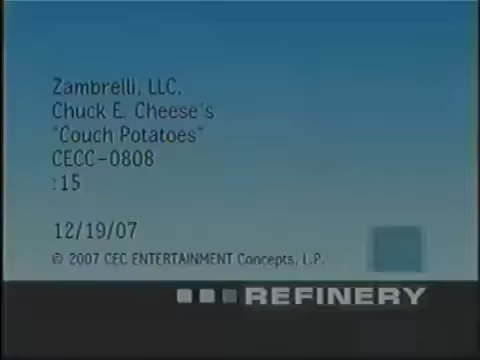 Zambrelli, LLC.
Chuck E. Cheese's
"Couch Potatoes"
CECC-0808
:15
12/19/07
© 2007 CEC ENTERTAINMENT Concepts, L.P.
REFINERY